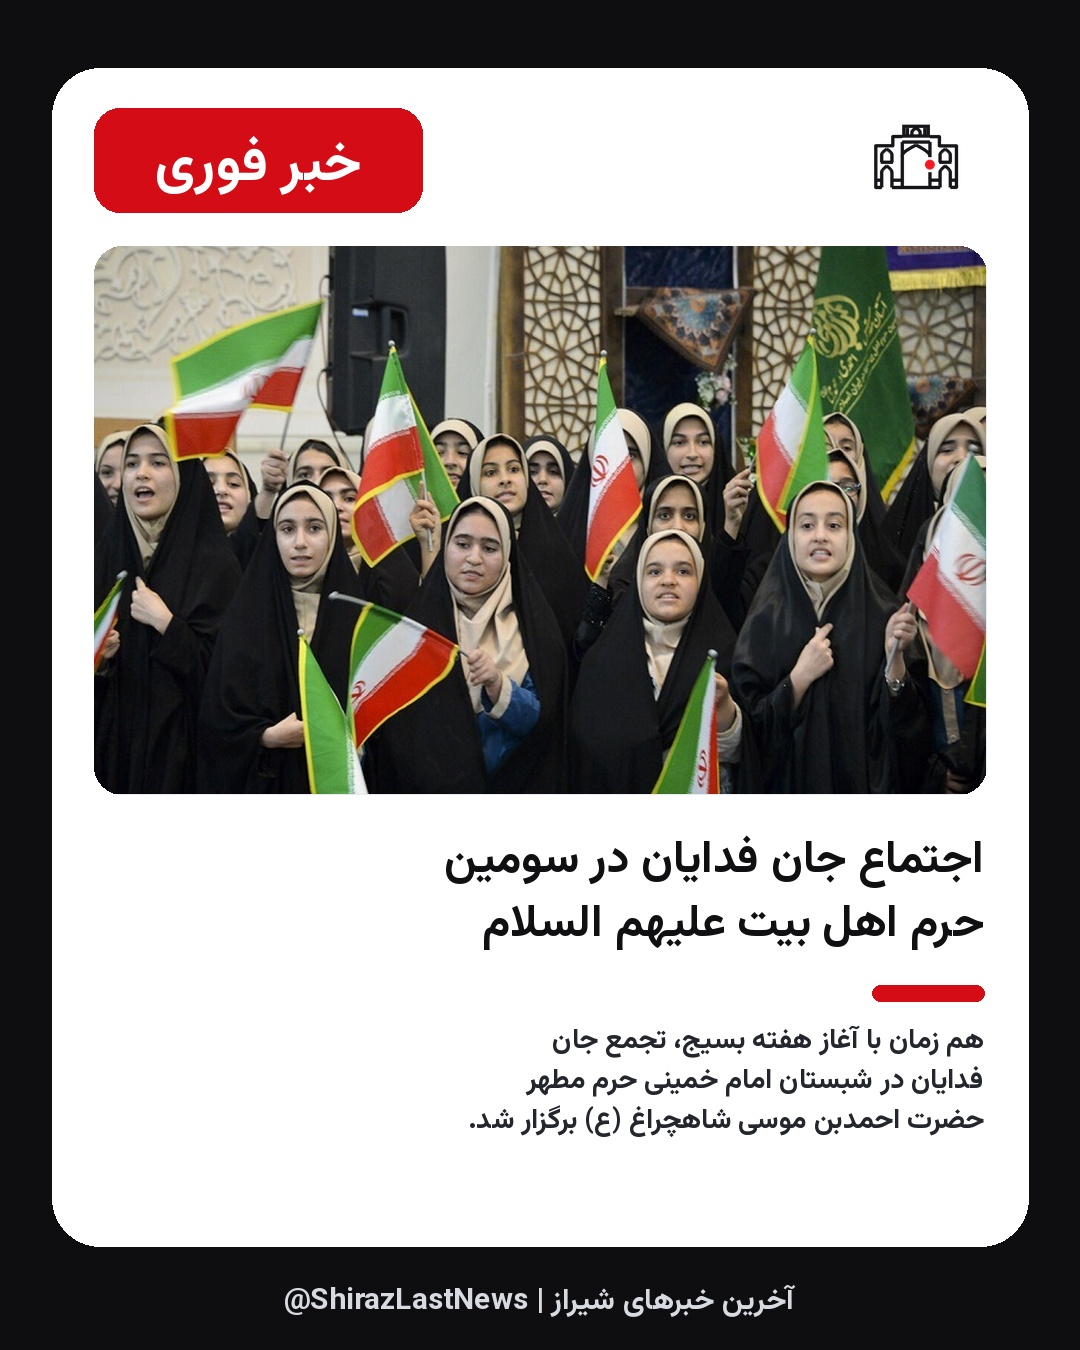 خبر فوری
اجتماع جان فدایان در سومین
حرم اهل بیت علیهم السلام
هم زمان با آغاز هفته بسیج، تجمع جان
فدایان در شبستان امام خمینی حرم مطهر
حضرت احمدبن موسی شاهچراغ (ع) برگزار شد.
آخرین خبرهای شیراز | @ShirazLastNews